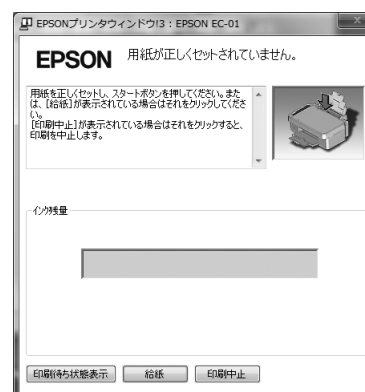 EPSONプリンタウィンドウ!3 : EPSON EC-01
EPSON
用紙が正しくセットされていません。
用紙を正しくセットし、スタートボタンを押してください。また
は、[給紙]が表示されている場合はそれをクリックしてくださ
い。
[印刷中止]が表示されている場合はそれをクリックすると、
印刷を中止します。
インク残量
印刷待ち状態表示
給紙
印刷中止